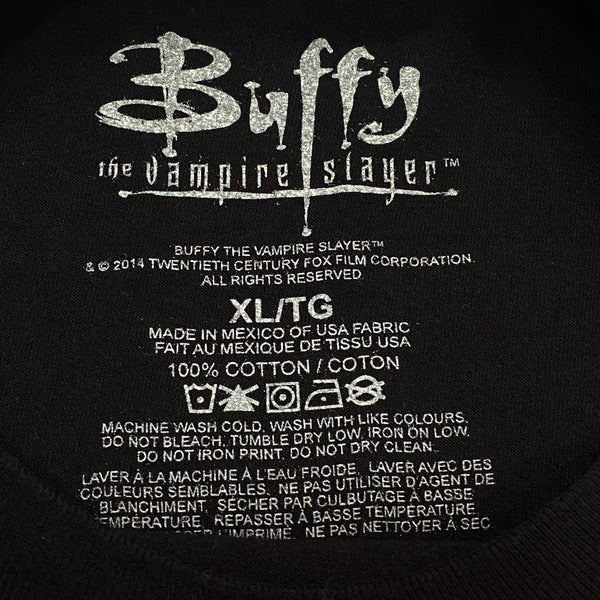 Buffy
the vampire slayer™
BUFFY THE VAMPIRE SLAYER™
& © 2014 TWENTIETH CENTURY FOX FILM CORPORATION.
ALL RIGHTS RESERVED.
XL/TG
MADE IN MEXICO OF USA FABRIC
FAIT AU MEXIQUE DE TISSU USA
100% COTTON / COTON
MACHINE WASH COLD, WASH WITH LIKE COLOURS,
DO NOT BLEACH, TUMBLE DRY LOW, IRON ON LOW.
DO NOT IRON PRINT, DO NOT DRY CLEAN.
LAVER À LA MACHINE À L'EAU FROIDE, LAVER AVEC DES
COULEURS SEMBLABLES. NE PAS UTILISER D'AGENT DE
BLANCHIMENT, SÉCHER PAR CULBUTAGE À BASSE
TEMPÉRATURE, REPASSER À BASSE TEMPÉRATURE,
L'IMPRIMÉ. NE PAS NETTOYER À SEC